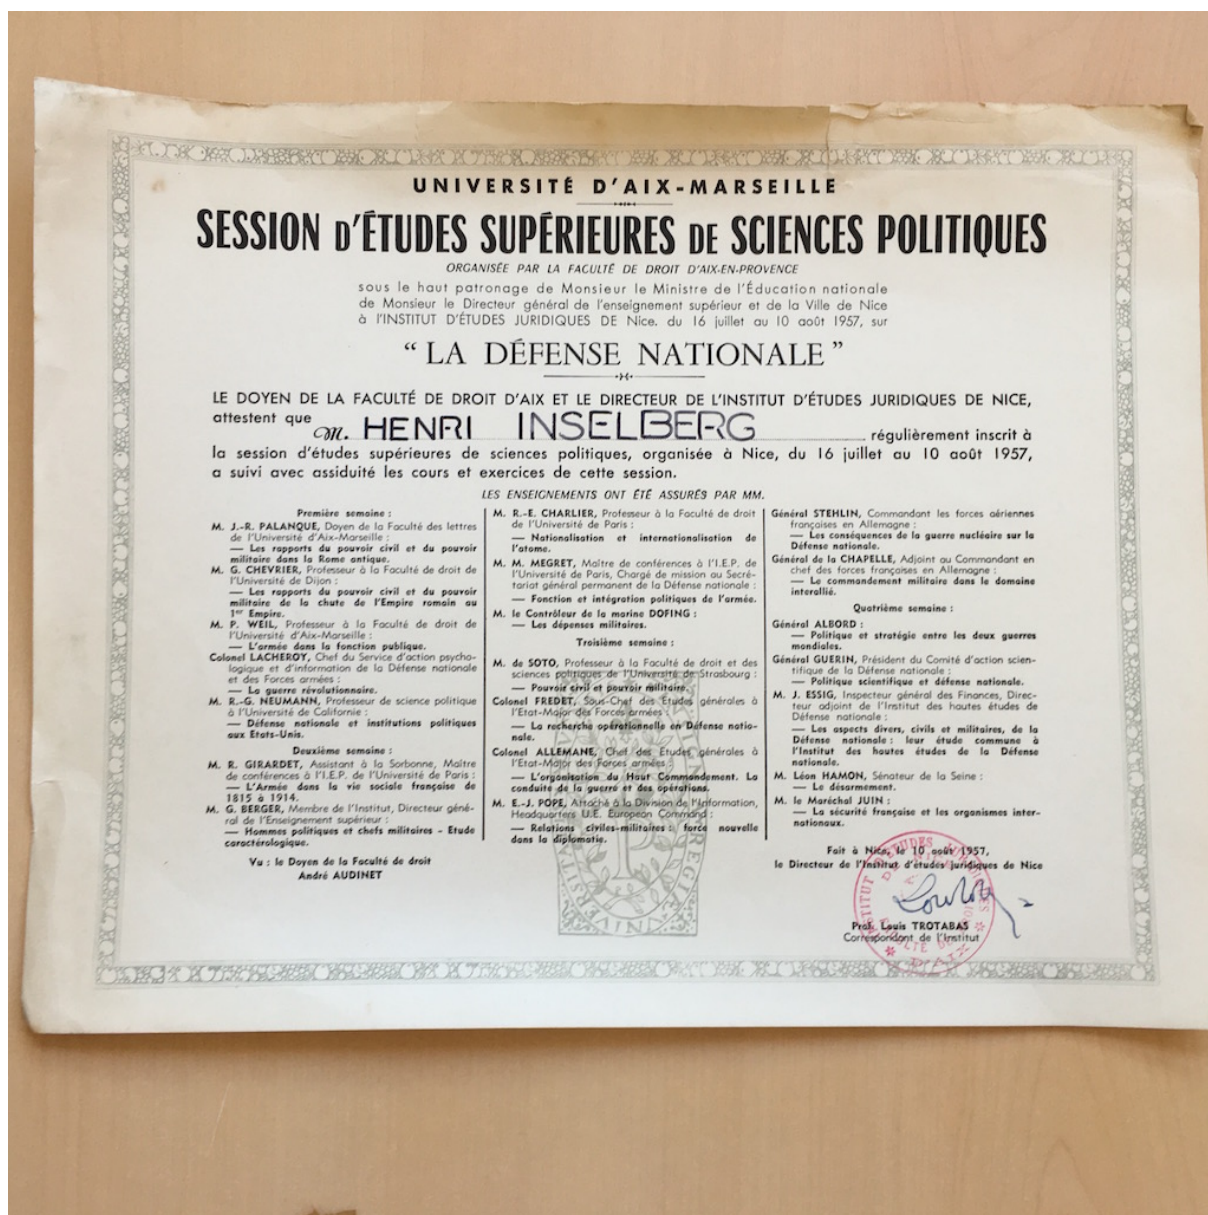 UNIVERSITÉ D'AIX-MARSEILLE
SESSION D'ÉTUDES SUPÉRIEURES DE SCIENCES POLITIQUES
ORGANISÉE PAR LA FACULTÉ DE DROIT D'AIX-EN-PROVENCE
sous le haut patronage de Monsieur le Ministre de l'Éducation nationale
de Monsieur le Directeur général de l'enseignement supérieur et de la Ville de Nice
à l'INSTITUT D'ÉTUDES JURIDIQUES DE Nice. du 16 juillet au 10 août 1957, sur
“ LA DÉFENSE NATIONALE ”
LE DOYEN DE LA FACULTÉ DE DROIT D'AIX ET LE DIRECTEUR DE L'INSTITUT D'ÉTUDES JURIDIQUES DE NICE,
attestent que M. HENRI INSELBERG régulièrement inscrit à
la session d'études supérieures de sciences politiques, organisée à Nice, du 16 juillet au 10 août 1957,
a suivi avec assiduité les cours et exercices de cette session.
LES ENSEIGNEMENTS ONT ÉTÉ ASSURÉS PAR MM.
Première semaine :
M. J.-R. PALANQUE, Doyen de la Faculté des lettres
de l'Université d'Aix-Marseille :
— Les rapports du pouvoir civil et du pouvoir
militaire dans la Rome antique.
M. G. CHEVRIER, Professeur à la Faculté de droit de
l'Université de Dijon :
— Les rapports du pouvoir civil et du pouvoir
militaire de la chute de l'Empire romain au
1er Empire.
M. P. WEIL, Professeur à la Faculté de droit de
l'Université d'Aix-Marseille :
— L'armée dans la fonction publique.
Colonel LACHEROY, Chef du Service d'action psycho-
logique et d'information de la Défense nationale
et des Forces armées :
— La guerre révolutionnaire.
M. R.-G. NEUMANN, Professeur de science politique
à l'Université de Californie :
— Défense nationale et institutions politiques
aux Etats-Unis.
Deuxième semaine :
M. R. GIRARDET, Assistant à la Sorbonne, Maître
de conférences à l'I.E.P. de l'Université de Paris :
— L'Armée dans la vie sociale française de
1815 à 1914.
M. G. BERGER, Membre de l'Institut, Directeur géné-
ral de l'Enseignement supérieur :
— Hommes politiques et chefs militaires - Etude
caractérologique.
Vu : le Doyen de la Faculté de droit
André AUDINET
M. R.-E. CHARLIER, Professeur à la Faculté de droit
de l'Université de Paris :
— Nationalisation et internationalisation de
l'atome.
M. M. MEGRET, Maître de conférences à l'I.E.P. de
l'Université de Paris, Chargé de mission au Secré-
tariat général permanent de la Défense nationale :
— Fonction et intégration politiques de l'armée.
M. le Contrôleur de la marine DOFING :
— Les dépenses militaires.
Troisième semaine :
M. de SOTO, Professeur à la Faculté de droit et des
sciences politiques de l'Université de Strasbourg :
— Pouvoir civil et pouvoir militaire.
Colonel FREDET, Sous-Chef des Etudes générales à
l'Etat-Major des Forces armées :
— La recherche opérationnelle en Défense natio-
nale.
Colonel ALLEMANE, Chef des Etudes générales à
l'Etat-Major des Forces armées :
— L'organisation du Haut Commandement. La
conduite de la guerre et des opérations.
M. E.-J. POPE, Attaché à la Division de l'Information,
Headquarters U.E. European Command :
— Relations civiles-militaires : force nouvelle
dans la diplomatie.
Général STEHLIN, Commandant les forces aériennes
françaises en Allemagne :
— Les conséquences de la guerre nucléaire sur la
Défense nationale.
Général de la CHAPELLE, Adjoint au Commandant en
chef des forces françaises en Allemagne :
— Le commandement militaire dans le domaine
interallié.
Quatrième semaine :
Général ALBORD :
— Politique et stratégie entre les deux guerres
mondiales.
Général GUERIN, Président du Comité d'action scien-
tifique de la Défense nationale :
— Politique scientifique et défense nationale.
M. J. ESSIG, Inspecteur général des Finances, Direc-
teur adjoint de l'Institut des hautes études de
Défense nationale :
— Les aspects divers, civils et militaires, de la
Défense nationale : leur étude commune à
l'Institut des hautes études de la Défense
nationale.
M. Léon HAMON, Sénateur de la Seine :
— Le désarmement.
M. le Maréchal JUIN :
— La sécurité française et les organismes inter-
nationaux.
Fait à Nice, le 10 août 1957,
le Directeur de l'Institut d'études juridiques de Nice
Prof. Louis TROTABAS
Correspondant de l'Institut
INSTITUT D'ETUDES JURIDIQUES
DE NICE
FACULTÉ DE DROIT
D'AIX